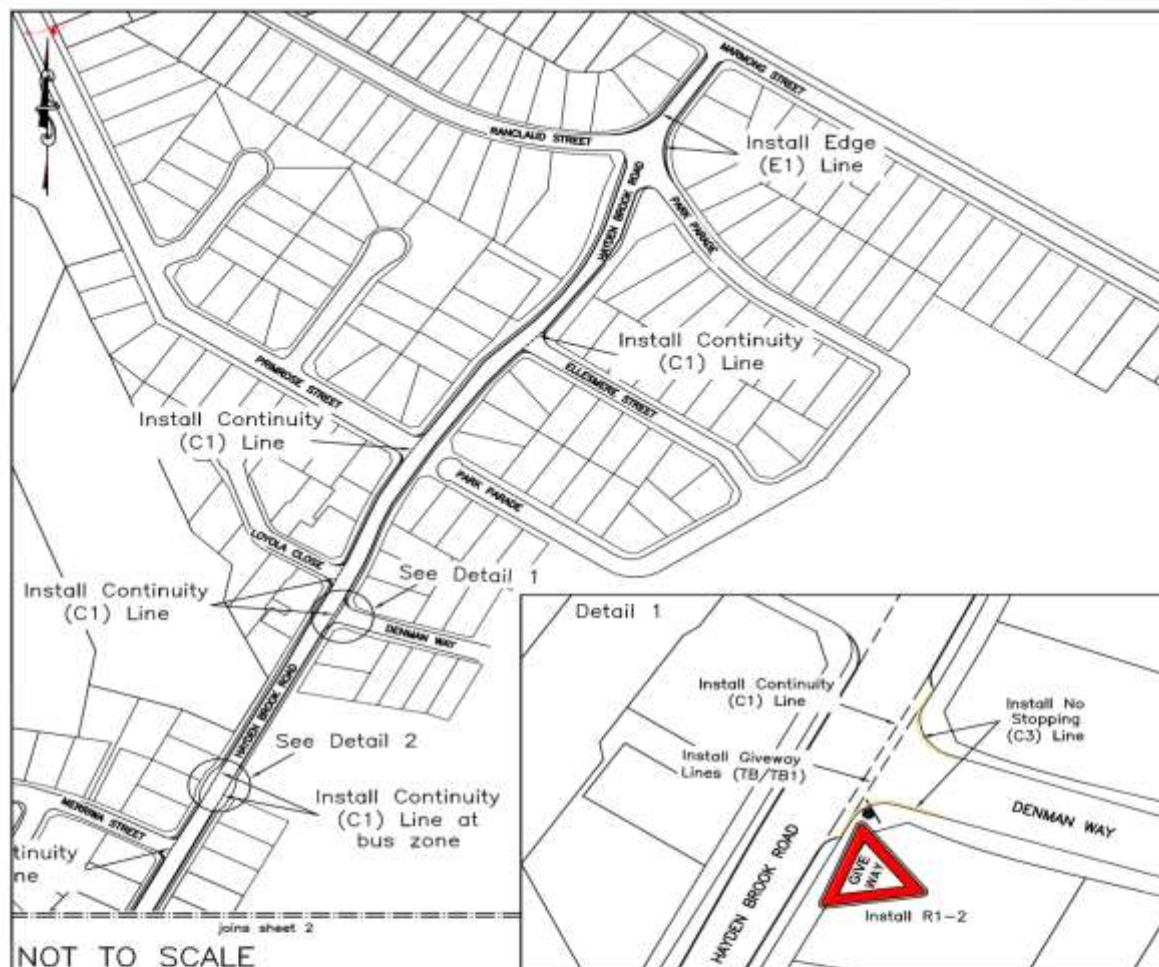 MARMONG STREET
RANCLAUD STREET
Install Edge
(E1) Line
HAYDEN BROOK ROAD
PARK PARADE
Install Continuity
(C1) Line
ELLESMERE STREET
PRIMROSE STREET
Install Continuity
(C1) Line
PARK PARADE
LOYOLA CLOSE
See Detail 1
Install Continuity
(C1) Line
DENMAN WAY
HAYDEN BROOK ROAD
See Detail 2
Install Continuity
(C1) Line at
bus zone
MERRIWA STREET
tinuity
ne
joins sheet 2
NOT TO SCALE
Detail 1
Install Continuity
(C1) Line
Install No
Stopping
(C3) Line
Install Giveway
Lines (TB/TB1)
DENMAN WAY
HAYDEN BROOK ROAD
GIVE
WAY
Install R1-2